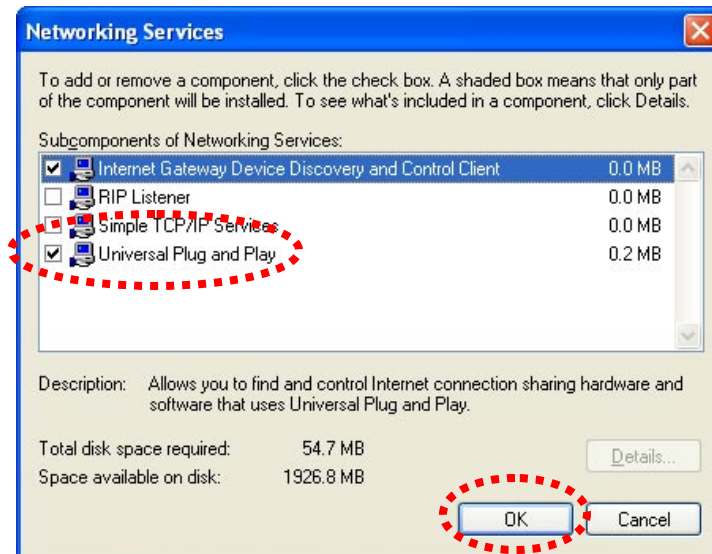 Networking Services
To add or remove a component, click the check box. A shaded box means that only part
of the component will be installed. To see what's included in a component, click Details.
Subcomponents of Networking Services:
Internet Gateway Device Discovery and Control Client 0.0 MB
RIP Listener 0.0 MB
Simple TCP/IP Services 0.0 MB
Universal Plug and Play 0.2 MB
Description: Allows you to find and control Internet connection sharing hardware and
software that uses Universal Plug and Play.
Total disk space required: 54.7 MB
Details...
Space available on disk: 1926.8 MB
OK Cancel